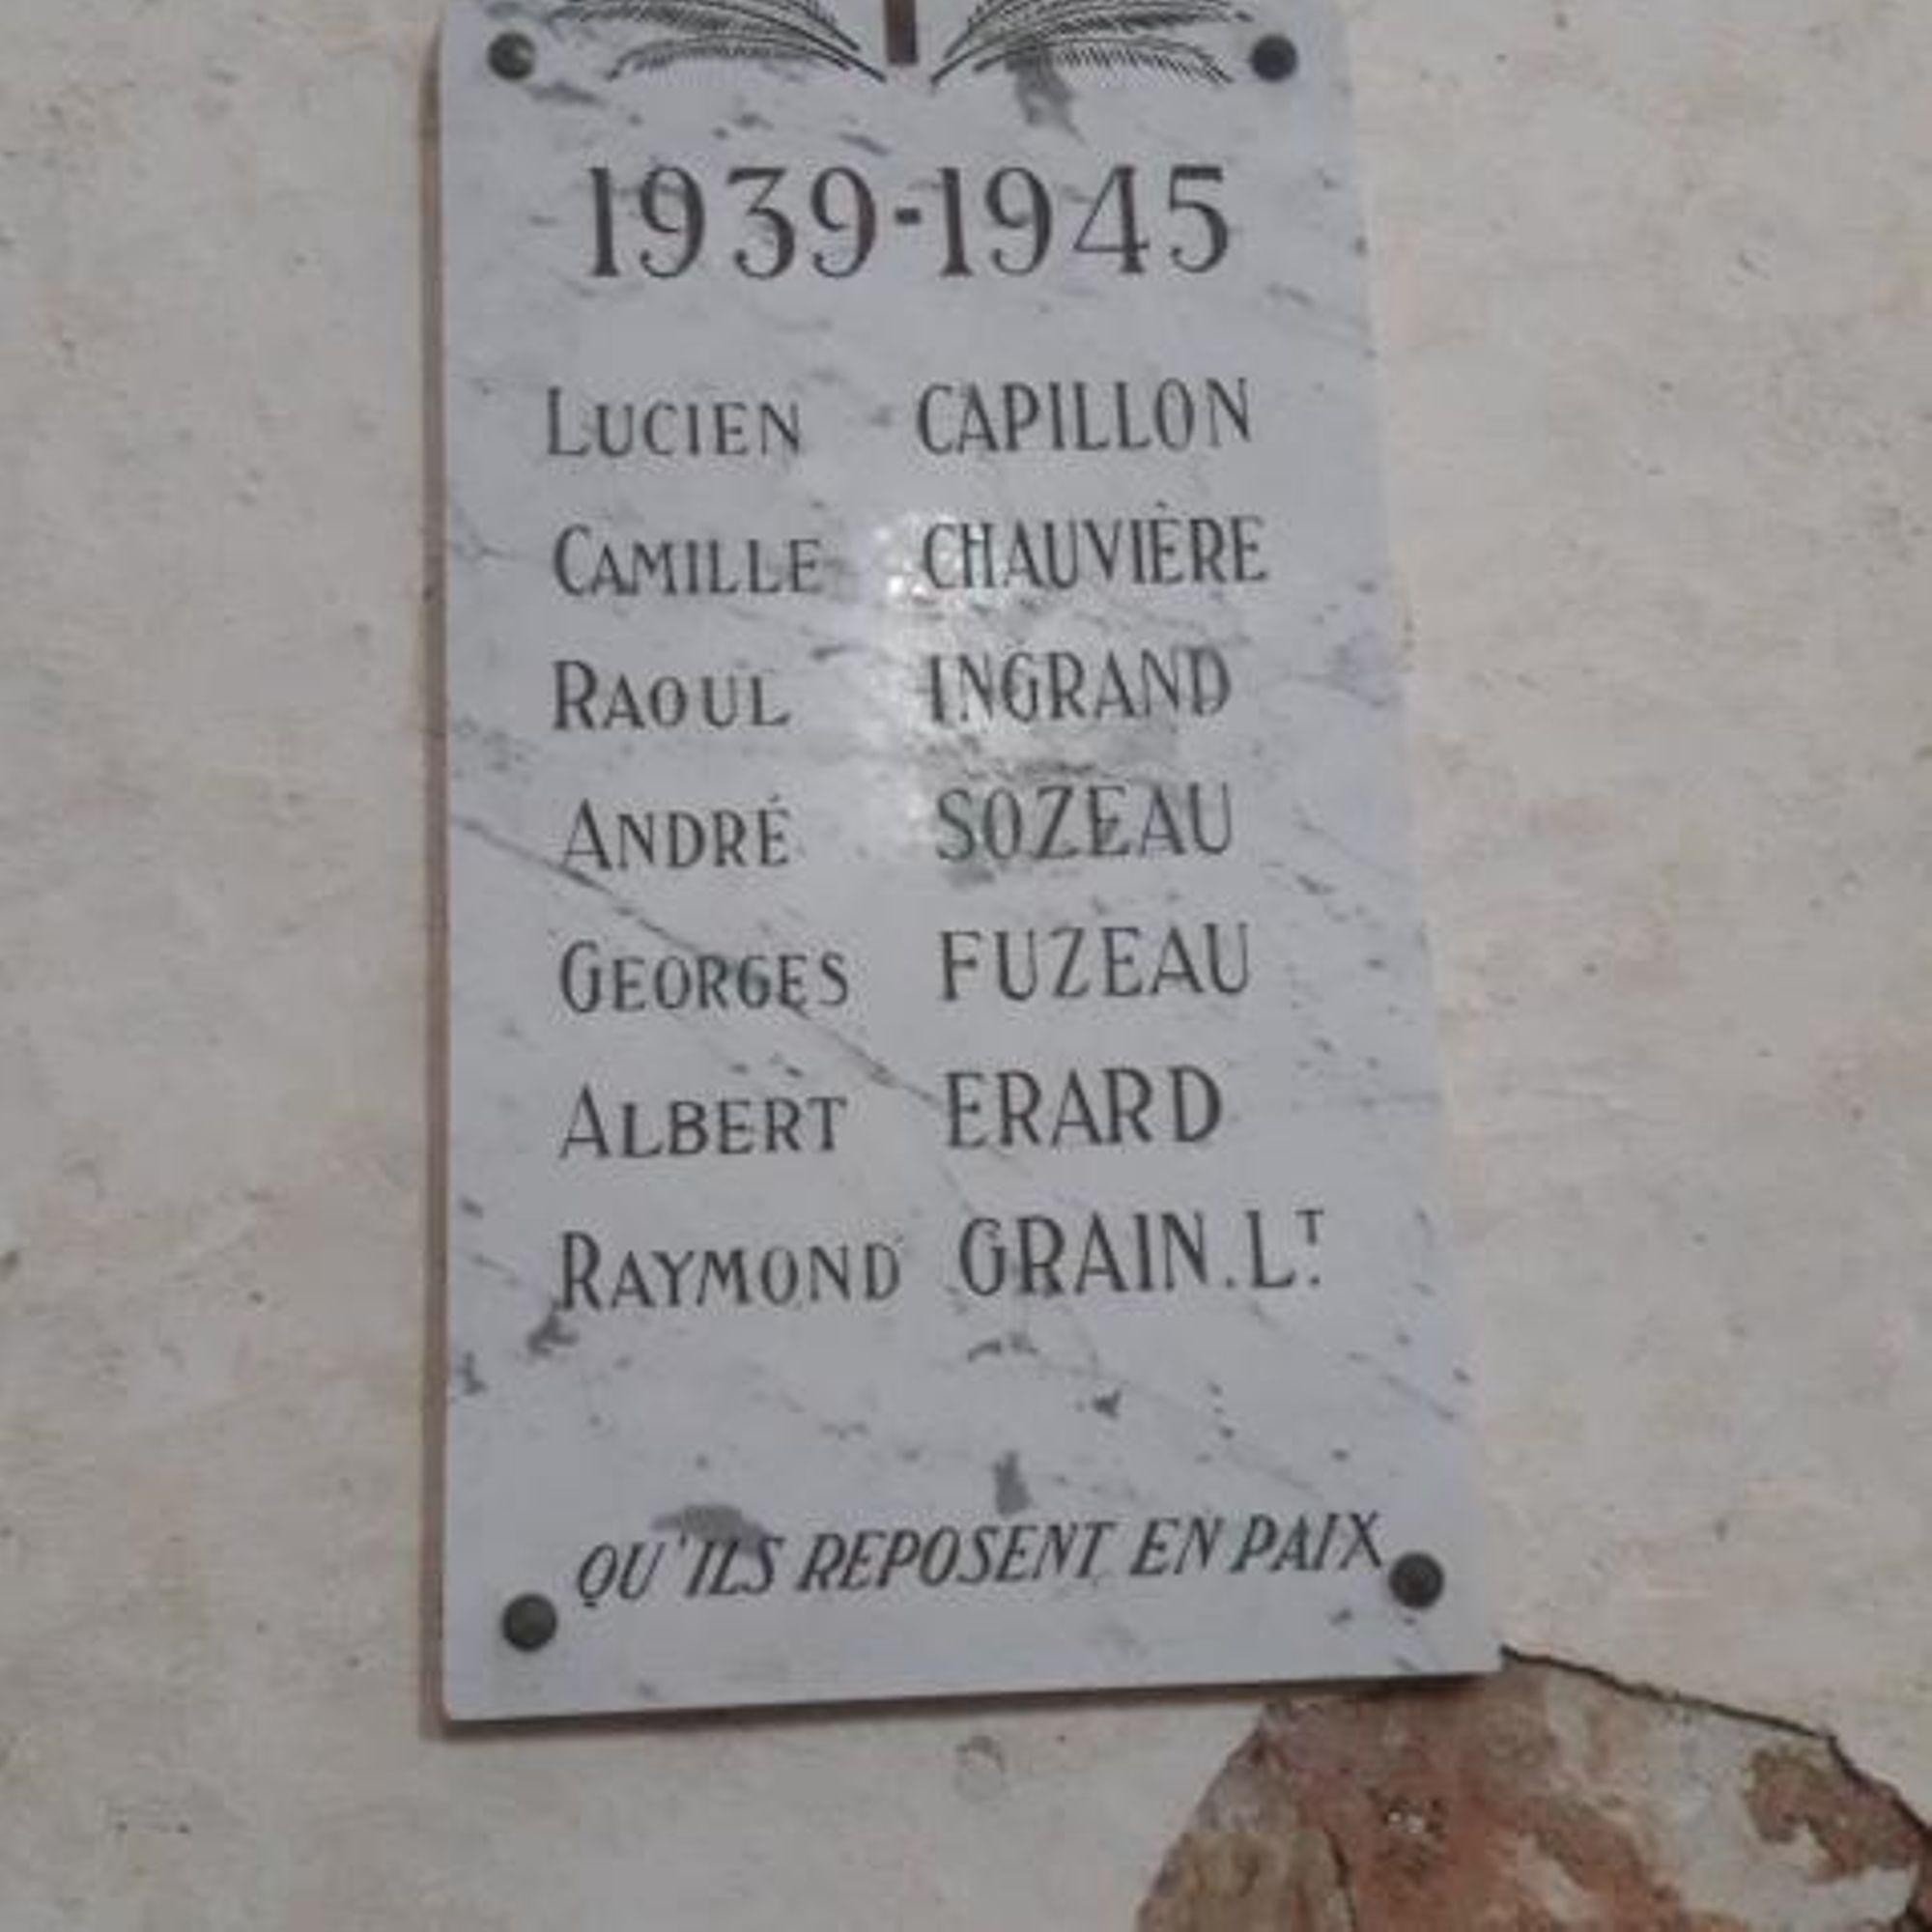 1939-1945
LUCIEN CAPILLON
CAMILLE CHAUVIÈRE
RAOUL INGRAND
ANDRÉ SOZEAU
GEORGES FUZEAU
ALBERT ERARD
RAYMOND GRAIN.LT.
QU'ILS REPOSENT EN PAIX